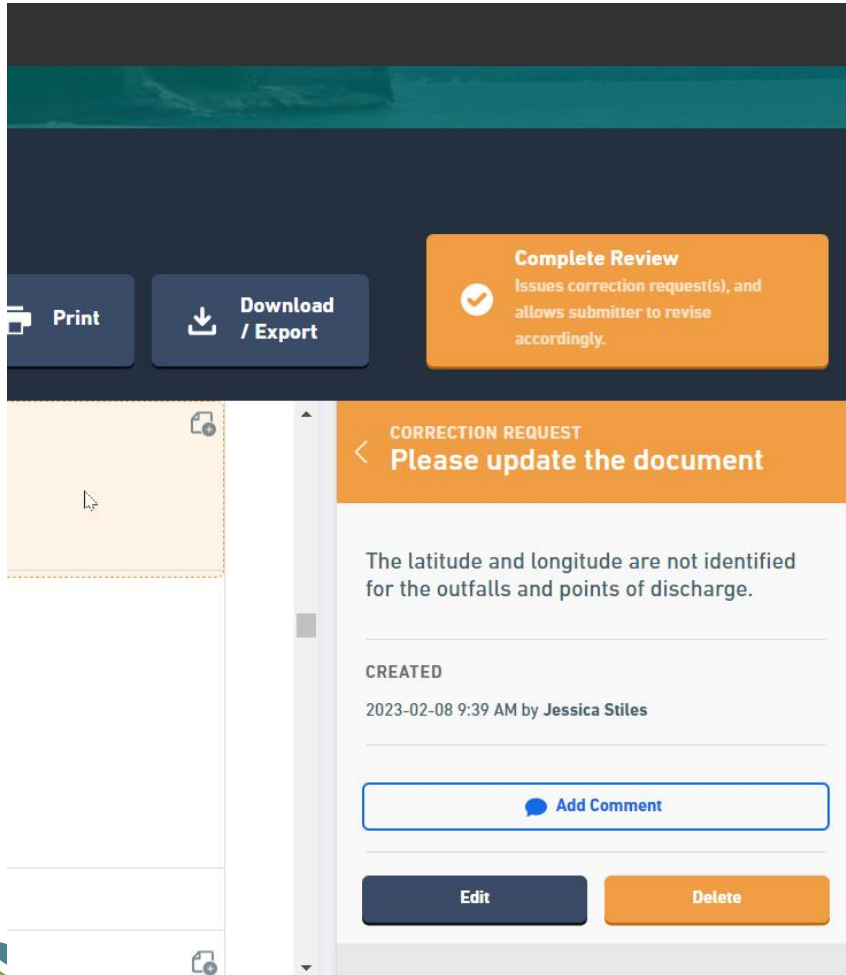 Complete Review
Issues correction request(s), and
allows submitter to revise
accordingly.
Print
Download
/ Export
CORRECTION REQUEST
Please update the document
The latitude and longitude are not identified
for the outfalls and points of discharge.
CREATED
2023-02-08 9:39 AM by Jessica Stiles
Add Comment
Edit
Delete